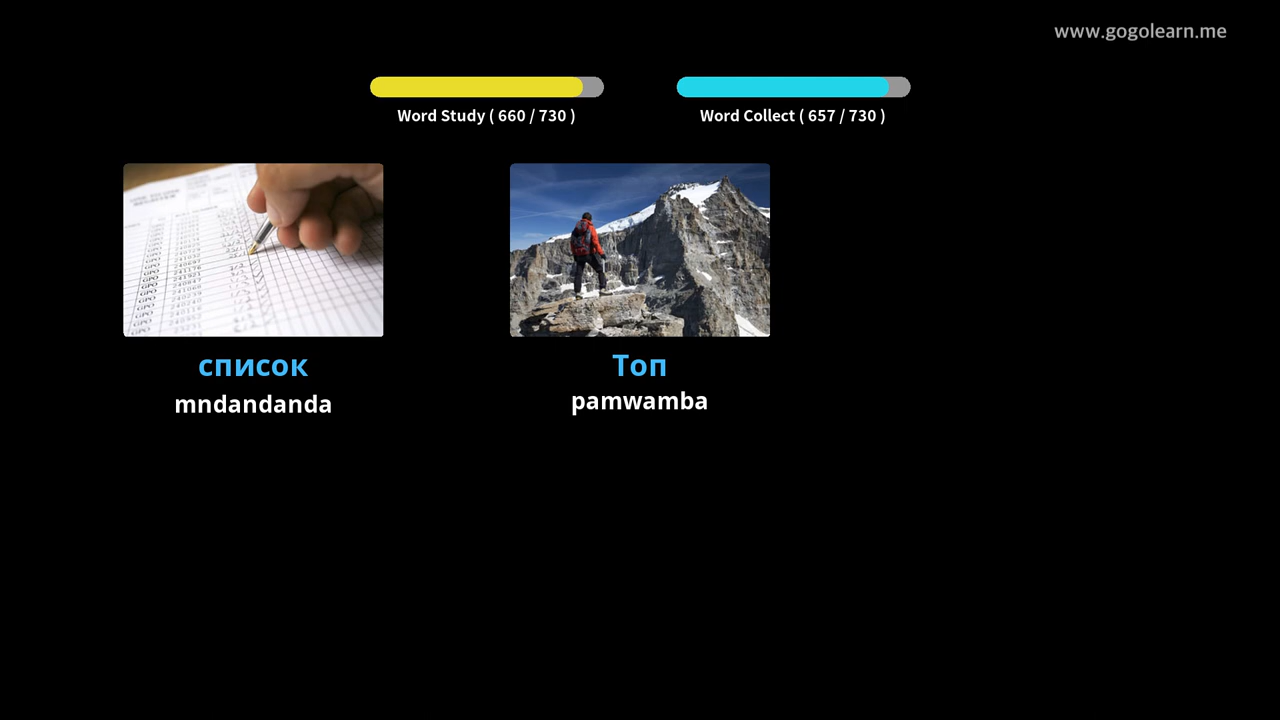 www.gogolearn.me
Word Study ( 660 / 730 )
Word Collect ( 657 / 730 )
список
mndandanda
Топ
pamwamba